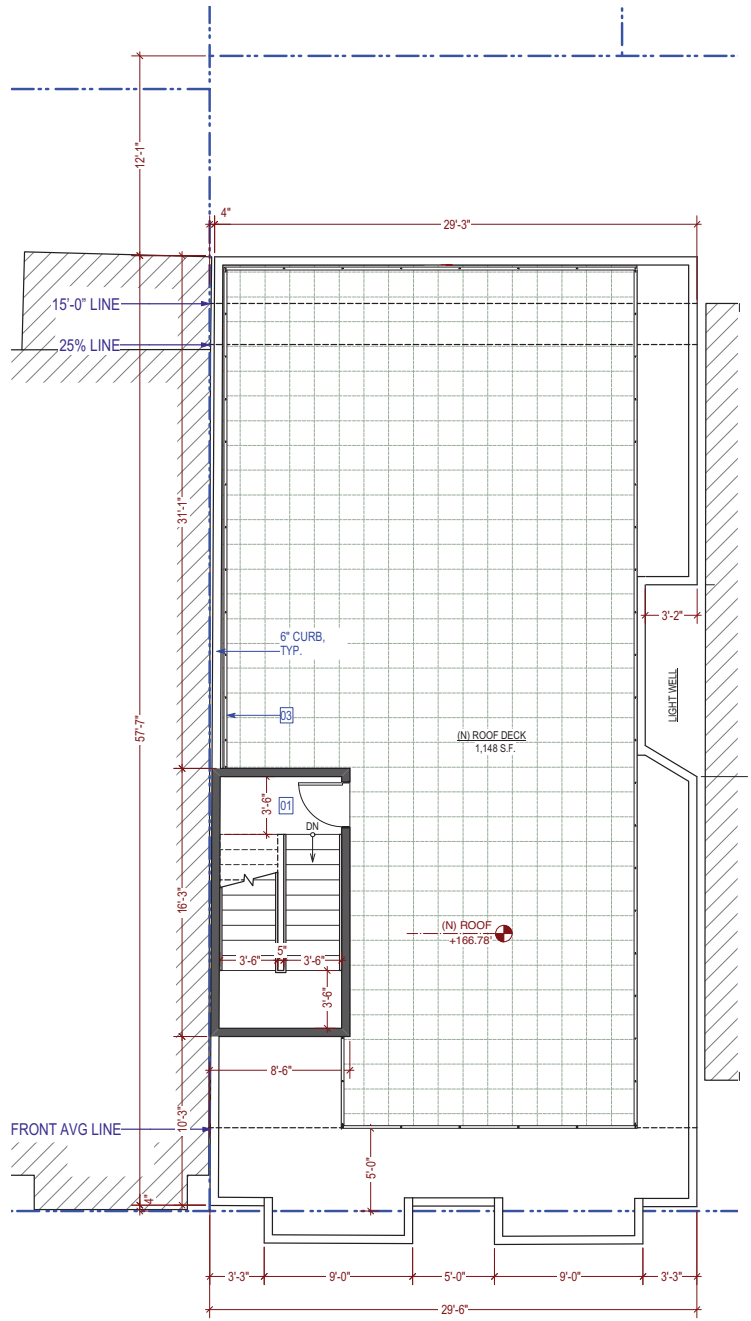 12'-1"
4"
29'-3"
15'-0" LINE
25% LINE
31'-1"
3'-2"
6" CURB,
TYP.
LIGHT WELL
03
57'-7"
(N) ROOF DECK
1,148 S.F.
3'-6"
01
DN
16'-3"
(N) ROOF
+166.78'
5"
3'-6"
3'-6"
3'-6"
8'-6"
10'-3"
FRONT AVG LINE
5'-0"
4"
3'-3"
9'-0"
5'-0"
9'-0"
3'-3"
29'-6"